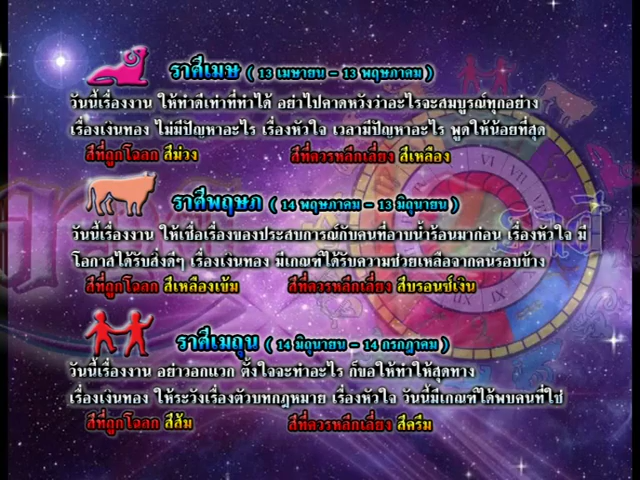 ราศีเมษ ( 13 เมษายน - 13 พฤษภาคม )
วันนี้เรื่องงาน ให้ทำดีเท่าที่ทำได้ อย่าไปคาดหวังว่าอะไรจะสมบูรณ์ทุกอย่าง
เรื่องเงินทอง ไม่มีปัญหาอะไร เรื่องหัวใจ เวลามีปัญหาอะไร พูดให้น้อยที่สุด
สีที่ถูกโฉลก สีม่วง สีที่ควรหลีกเลี่ยง สีเหลือง
ราศีพฤษภ ( 14 พฤษภาคม - 13 มิถุนายน )
วันนี้เรื่องงาน ให้เชื่อเรื่องของประสบการณ์กับคนที่อาบน้ำร้อนมาก่อน เรื่องหัวใจ มี
โอกาสได้รับสิ่งดีๆ เรื่องเงินทอง มีเกณฑ์ได้รับความช่วยเหลือจากคนรอบข้าง
สีที่ถูกโฉลก สีเหลืองเข้ม สีที่ควรหลีกเลี่ยง สีบรอนซ์เงิน
ราศีเมถุน ( 14 มิถุนายน - 14 กรกฎาคม )
วันนี้เรื่องงาน อย่าวอกแวก ตั้งใจจะทำอะไร ก็ขอให้ทำให้สุดทาง
เรื่องเงินทอง ให้ระวังเรื่องตัวบทกฎหมาย เรื่องหัวใจ วันนี้มีเกณฑ์ได้พบคนที่ใช่
สีที่ถูกโฉลก สีส้ม สีที่ควรหลีกเลี่ยง สีครีม